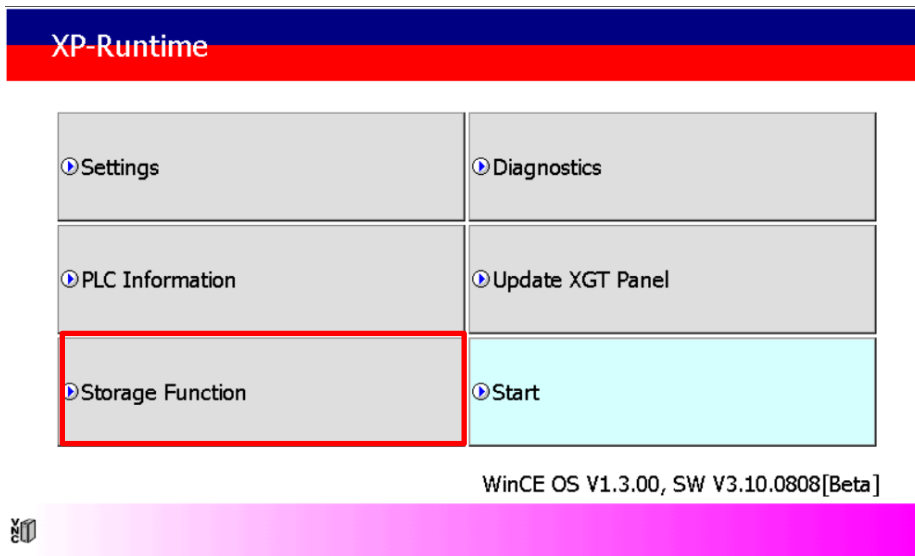 XP-Runtime
Settings
Diagnostics
PLC Information
Update XGT Panel
Storage Function
Start
WinCE OS V1.3.00, SW V3.10.0808[Beta]
VNC